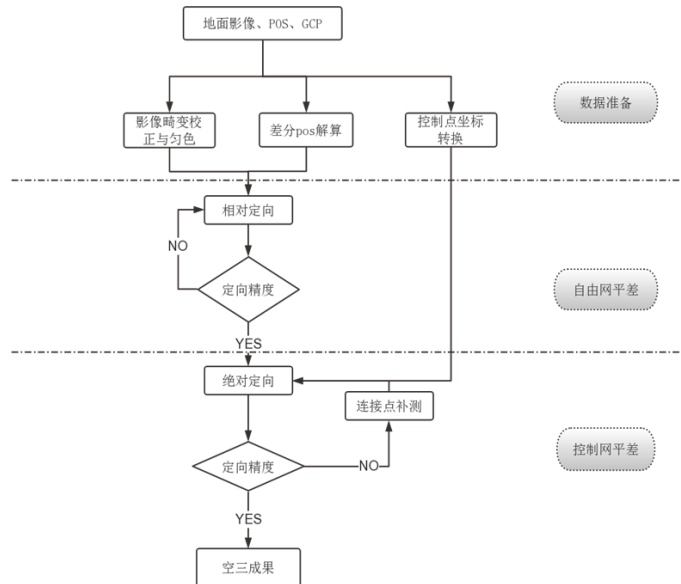 地面影像、POS、GCP
数据准备
影像畸变校
正与匀色
差分pos解算
控制点坐标
转换
相对定向
NO
定向精度
自由网平差
YES
绝对定向
连接点补测
控制网平差
定向精度
NO
YES
空三成果